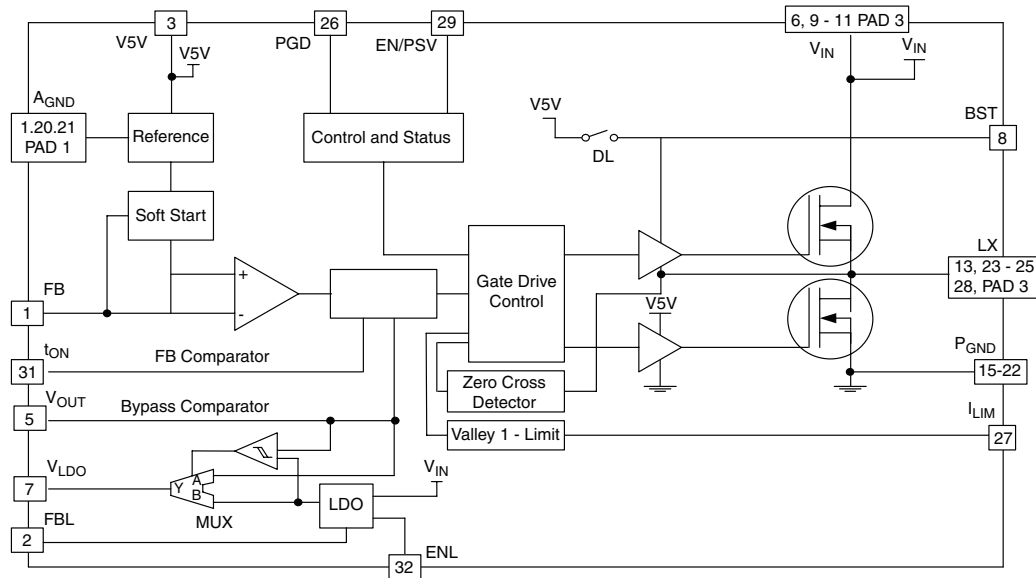 3
26
29
6, 9 - 11 PAD 3
V5V
PGD
EN/PSV
VIN
VIN
V5V
AGND
1.20.21
PAD 1
Reference
Control and Status
V5V
DL
BST
8
Soft Start
LX
13, 23 - 25
28, PAD 3
Gate Drive
Control
+
-
FB
1
V5V
tON
31
FB Comparator
PGND
15-22
Zero Cross
Detector
VOUT
5
Bypass Comparator
Valley 1 - Limit
ILIM
27
VLDO
7
Y
A
B
MUX
VIN
LDO
FBL
2
ENL
32